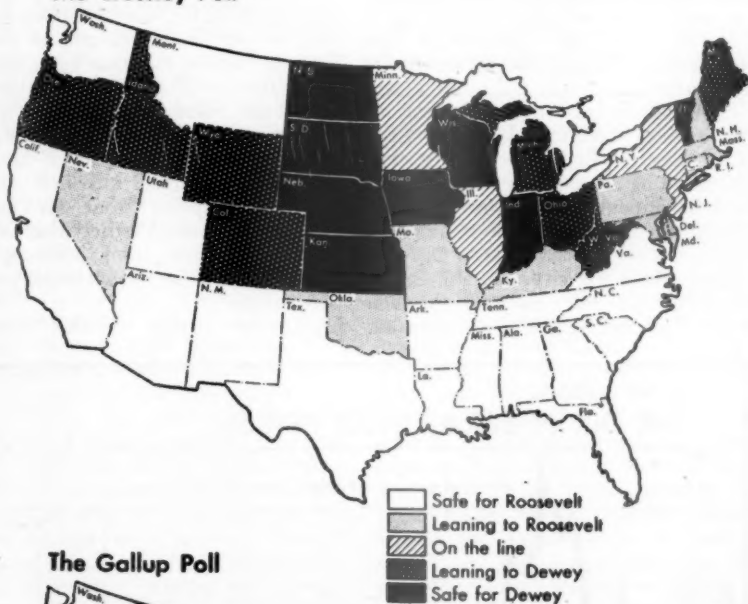 Wash.
Mont.
N. D.
Minn.
Ore.
Idaho
Wis.
Mich.
N. H.
Mass.
Wyo.
S. D.
N. Y.
R. I.
Calif.
Nev.
Utah
Neb.
Iowa
Ill.
Ind.
Ohio
Pa.
N. J.
Col.
Kan.
Mo.
W. Va.
Del.
Md.
Va.
Ky.
Ariz.
N. M.
Okla.
Tex.
Ark.
Tenn.
N. C.
S. C.
Miss.
Ala.
Ga.
La.
Fla.
Safe for Roosevelt
Leaning to Roosevelt
On the line
Leaning to Dewey
Safe for Dewey
The Gallup Poll
Wash.